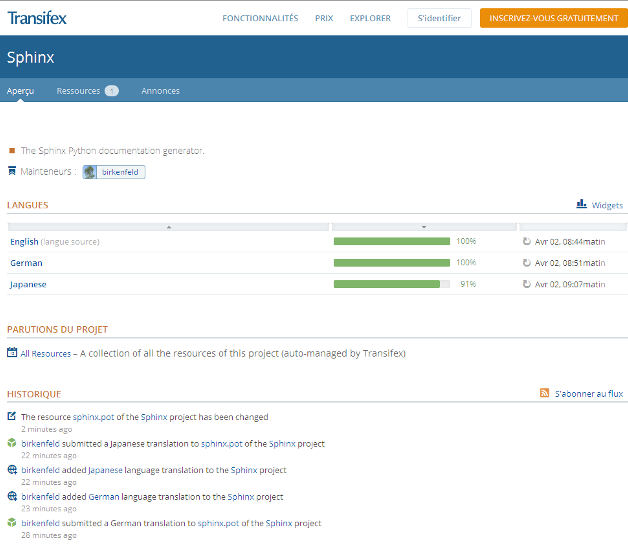 Transifex FONCTIONNALITÉS PRIX EXPLORER S'identifier INSCRIVEZ-VOUS GRATUITEMENT
Sphinx
Aperçu Ressources 1 Annonces
The Sphinx Python documentation generator.
Mainteneurs :: birkenfeld
LANGUES Widgets
English (langue source) 100% Avr 02, 08:44matin
German 100% Avr 02, 08:51matin
Japanese 91% Avr 02, 09:07matin
PARUTIONS DU PROJET
All Resources – A collection of all the resources of this project (auto-managed by Transifex)
HISTORIQUE S'abonner au flux
The resource sphinx.pot of the Sphinx project has been changed
2 minutes ago
birkenfeld submitted a Japanese translation to sphinx.pot of the Sphinx project
22 minutes ago
birkenfeld added Japanese language translation to the Sphinx project
22 minutes ago
birkenfeld added German language translation to the Sphinx project
23 minutes ago
birkenfeld submitted a German translation to sphinx.pot of the Sphinx project
28 minutes ago